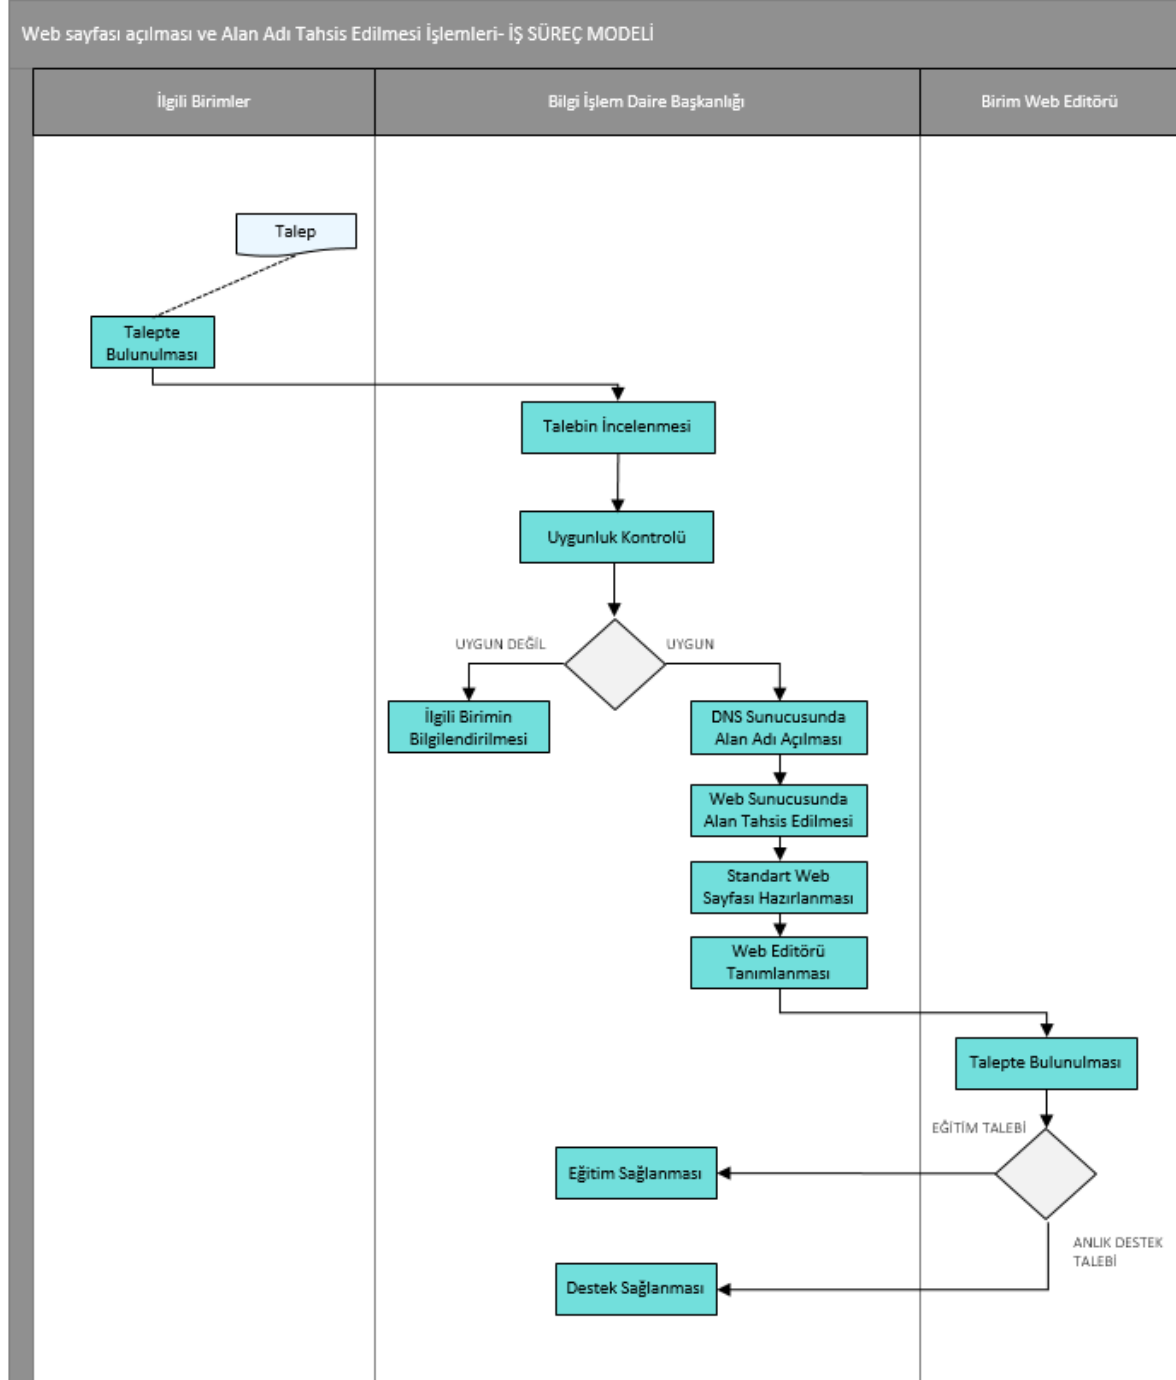 Web sayfası açılması ve Alan Adı Tahsis Edilmesi İşlemleri- İŞ SÜREÇ MODELİ
İlgili Birimler
Bilgi İşlem Daire Başkanlığı
Birim Web Editörü
Talep
Talepte
Bulunulması
Talebin İncelenmesi
Uygunluk Kontrolü
UYGUN DEĞİL
UYGUN
İlgili Birimin
Bilgilendirilmesi
DNS Sunucusunda
Alan Adı Açılması
Web Sunucusunda
Alan Tahsis Edilmesi
Standart Web
Sayfası Hazırlanması
Web Editörü
Tanımlanması
Talepte Bulunulması
EĞİTİM TALEBİ
Eğitim Sağlanması
ANLIK DESTEK
TALEBİ
Destek Sağlanması